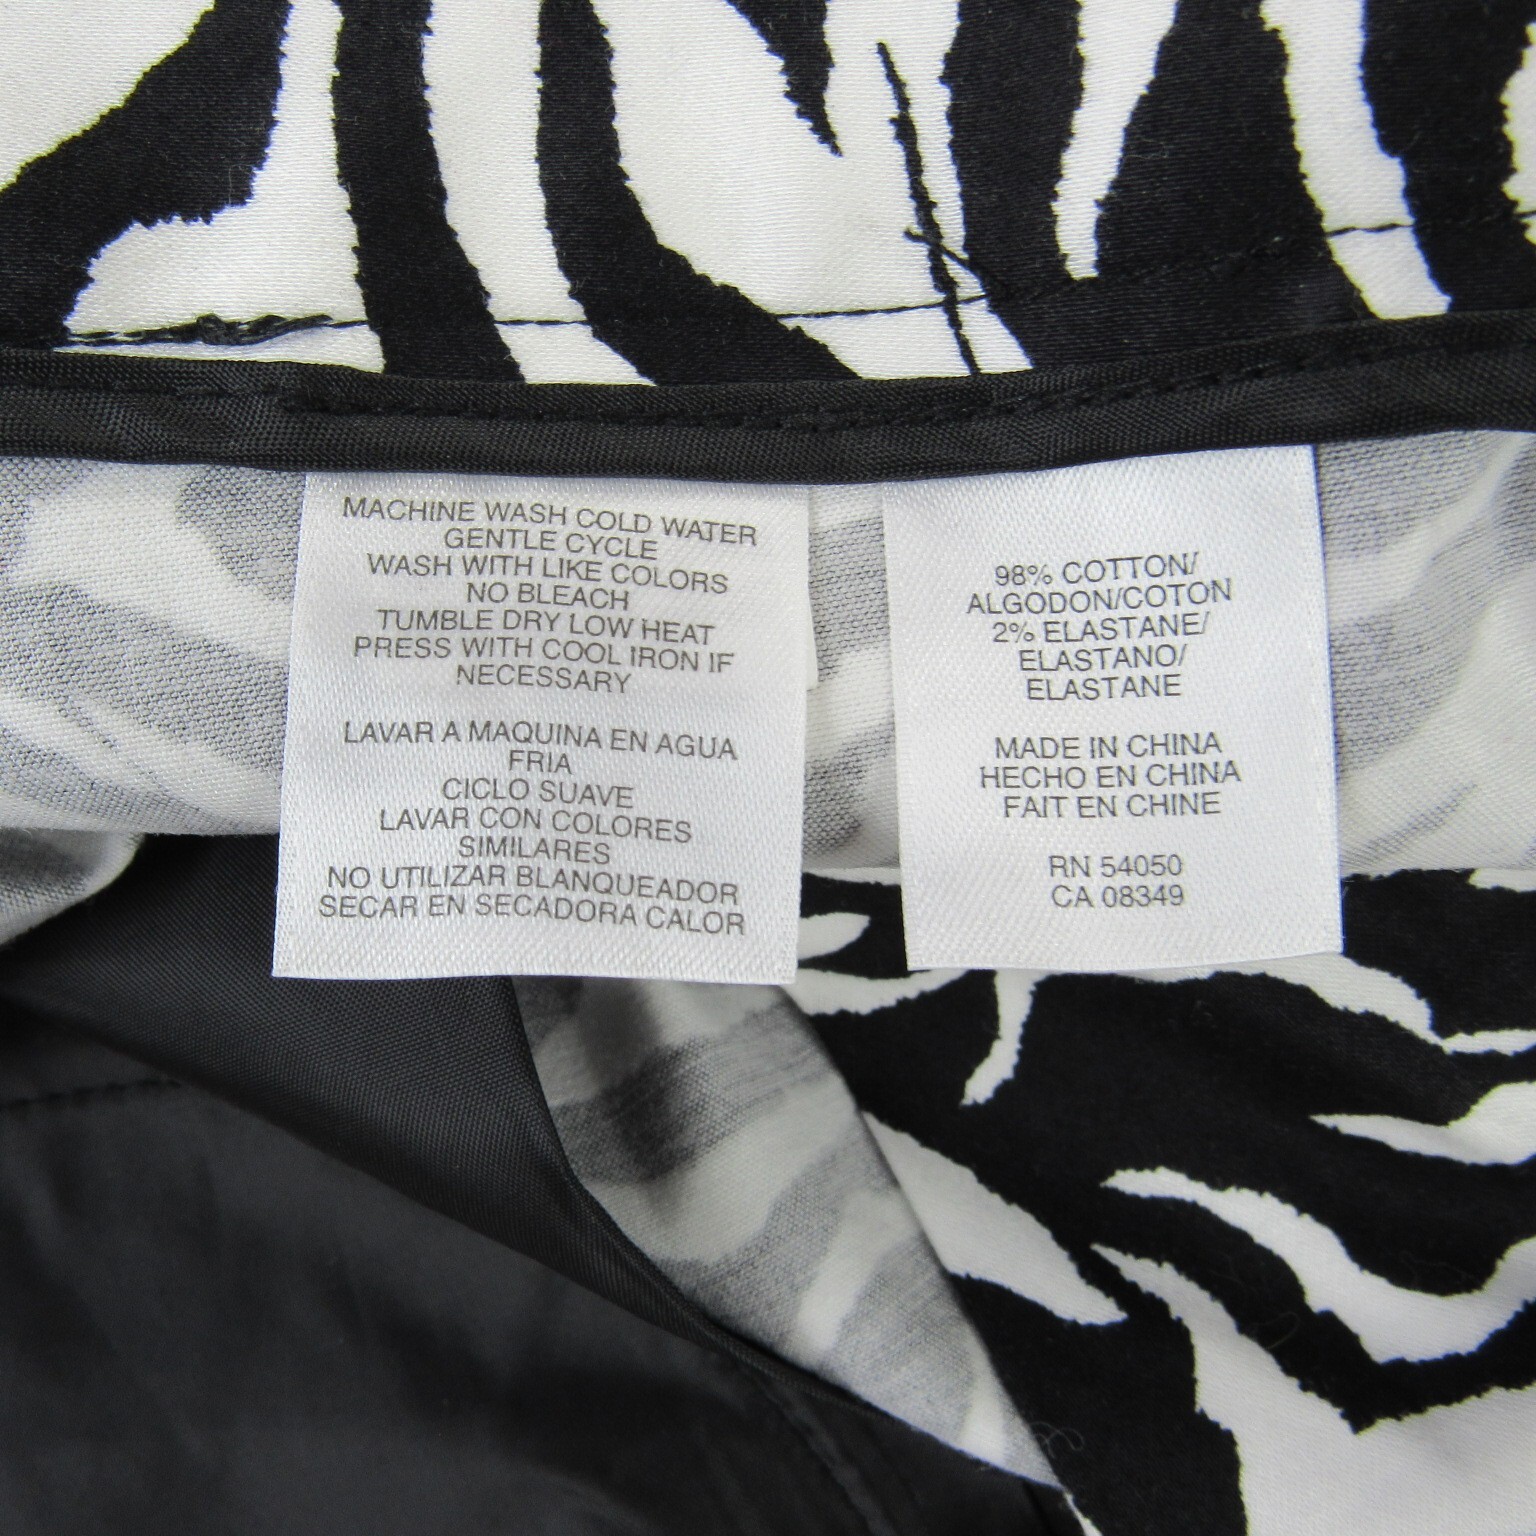 MACHINE WASH COLD WATER
GENTLE CYCLE
WASH WITH LIKE COLORS
NO BLEACH
TUMBLE DRY LOW HEAT
PRESS WITH COOL IRON IF
NECESSARY
LAVAR A MAQUINA EN AGUA
FRIA
CICLO SUAVE
LAVAR CON COLORES
SIMILARES
NO UTILIZAR BLANQUEADOR
SECAR EN SECADORA CALOR
98% COTTON/
ALGODON/COTON
2% ELASTANE/
ELASTANO/
ELASTANE
MADE IN CHINA
HECHO EN CHINA
FAIT EN CHINE
RN 54050
CA 08349